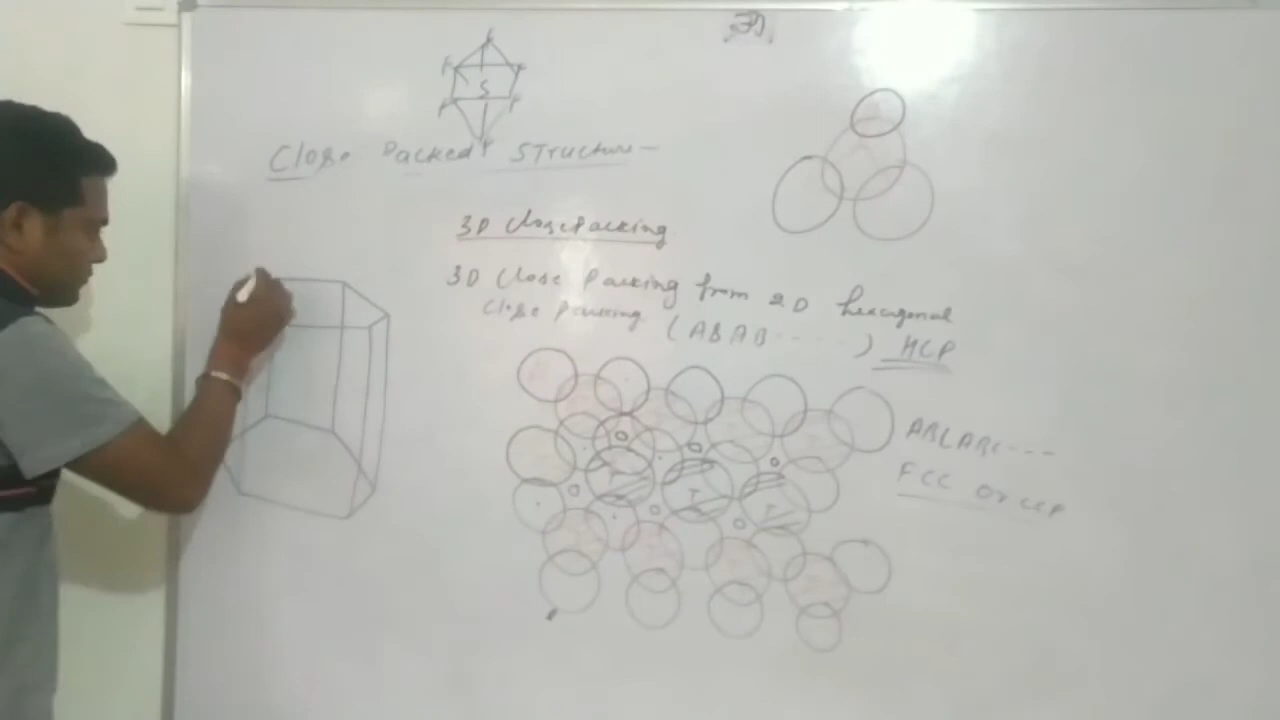 ॐ
F
F F
S
F F
F
Close Packed Structure-
3D Close Packing
3D Close Packing from 2D hexagonal
close packing (ABAB....) HCP
ABCABC---
FCC or CCP
T T T